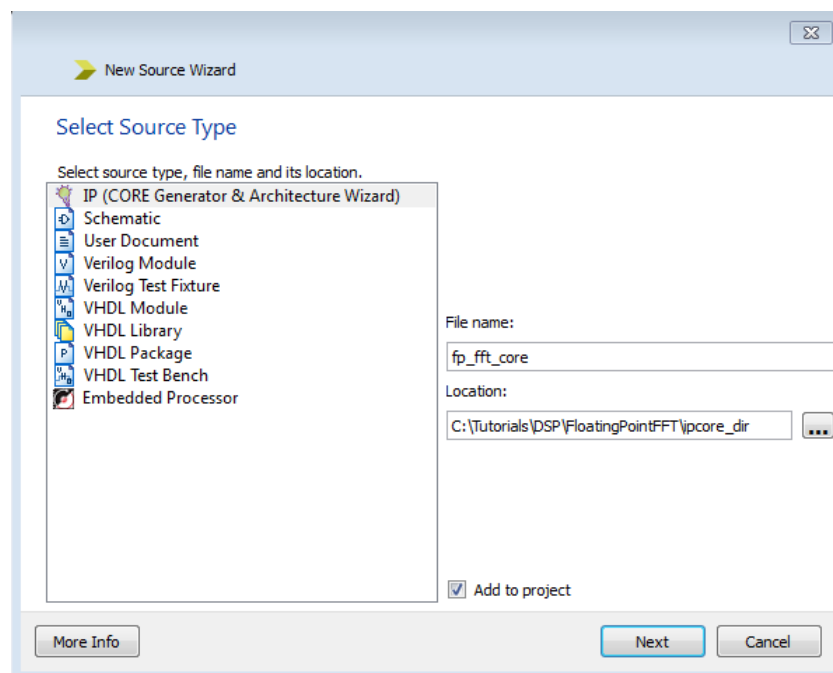 New Source Wizard
Select Source Type
Select source type, file name and its location.
IP (CORE Generator & Architecture Wizard)
Schematic
User Document
Verilog Module
Verilog Test Fixture
VHDL Module
VHDL Library
VHDL Package
VHDL Test Bench
Embedded Processor
File name:
fp_fft_core
Location:
C:\Tutorials\DSP\FloatingPointFFT\ipcore_dir
...
Add to project
More Info
Next
Cancel